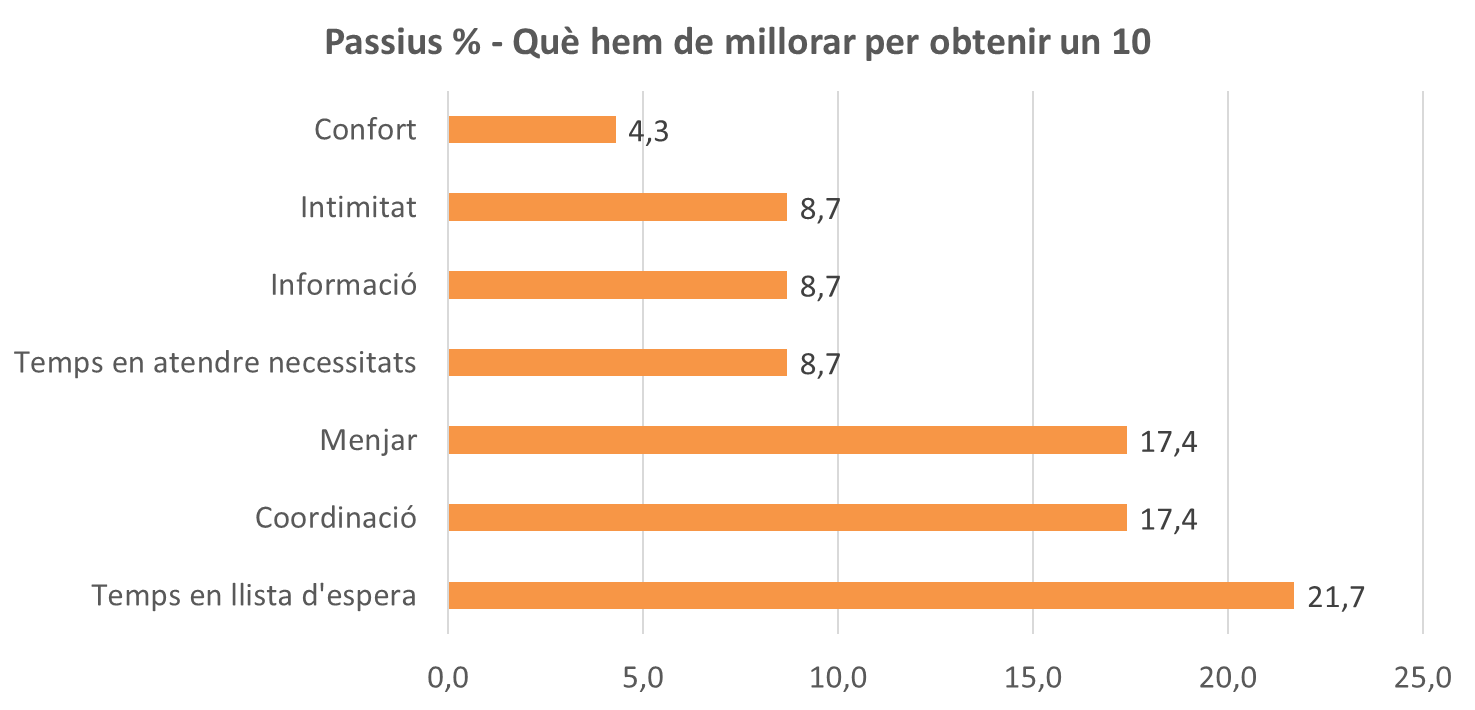 Passius % - Què hem de millorar per obtenir un 10
Confort 4,3
Intimitat 8,7
Informació 8,7
Temps en atendre necessitats 8,7
Menjar 17,4
Coordinació 17,4
Temps en llista d'espera 21,7
0,0 5,0 10,0 15,0 20,0 25,0